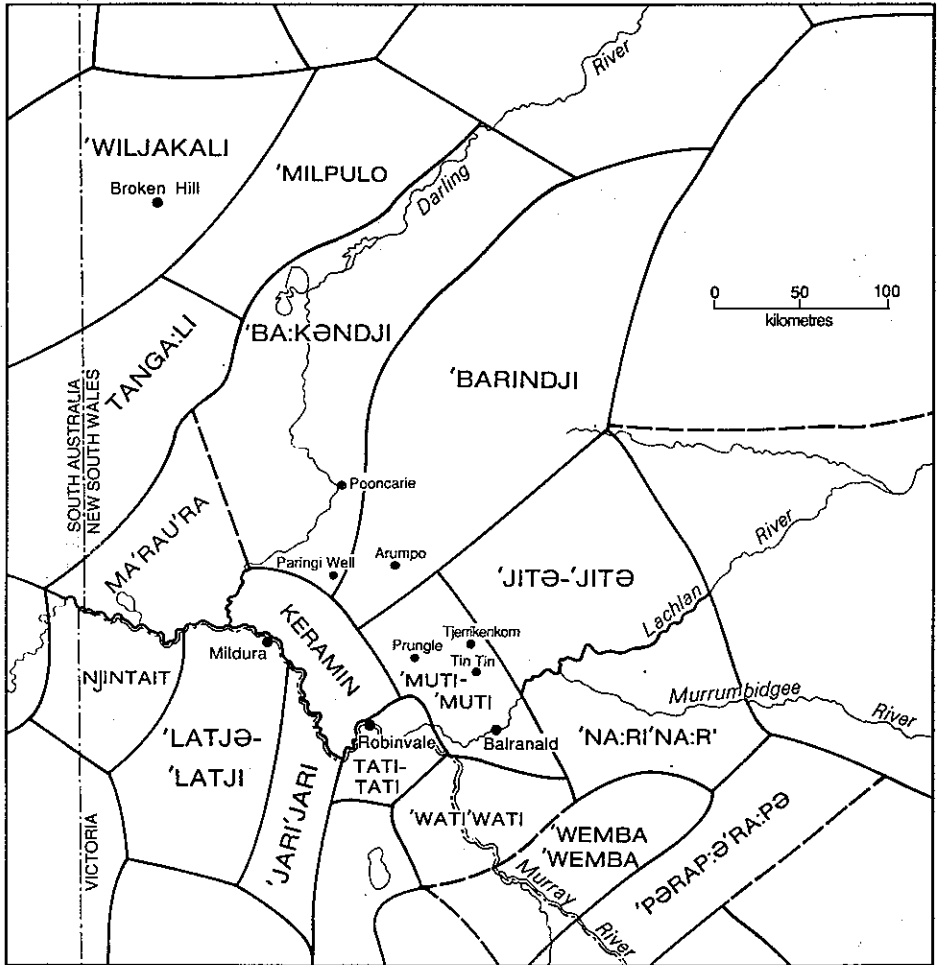 River
'WILJAKALI
'MILPULO
Broken Hill
Darling
0 50 100
kilometres
'BA:KƏNDJI
TANGA:LI
'BARINDJI
SOUTH AUSTRALIA
NEW SOUTH WALES
Pooncarie
MA'RAU'RA
Paringi Well
Arumpo
'JITƏ-'JITƏ
River
Lachlan
KERAMIN
Tjerrikenkom
Prungle
Tin Tin
'MUTI-
'MUTI
Mildura
NJINTAIT
Murrumbidgee
River
'LATJƏ-
'LATJI
Robinvale
Balranald
'NA:RI'NA:R'
TATI-
TATI
'JARI'JARI
'WATI'WATI
'WEMBA
'WEMBA
VICTORIA
'PƏRAP:Ə'RA:PƏ
Murray
River